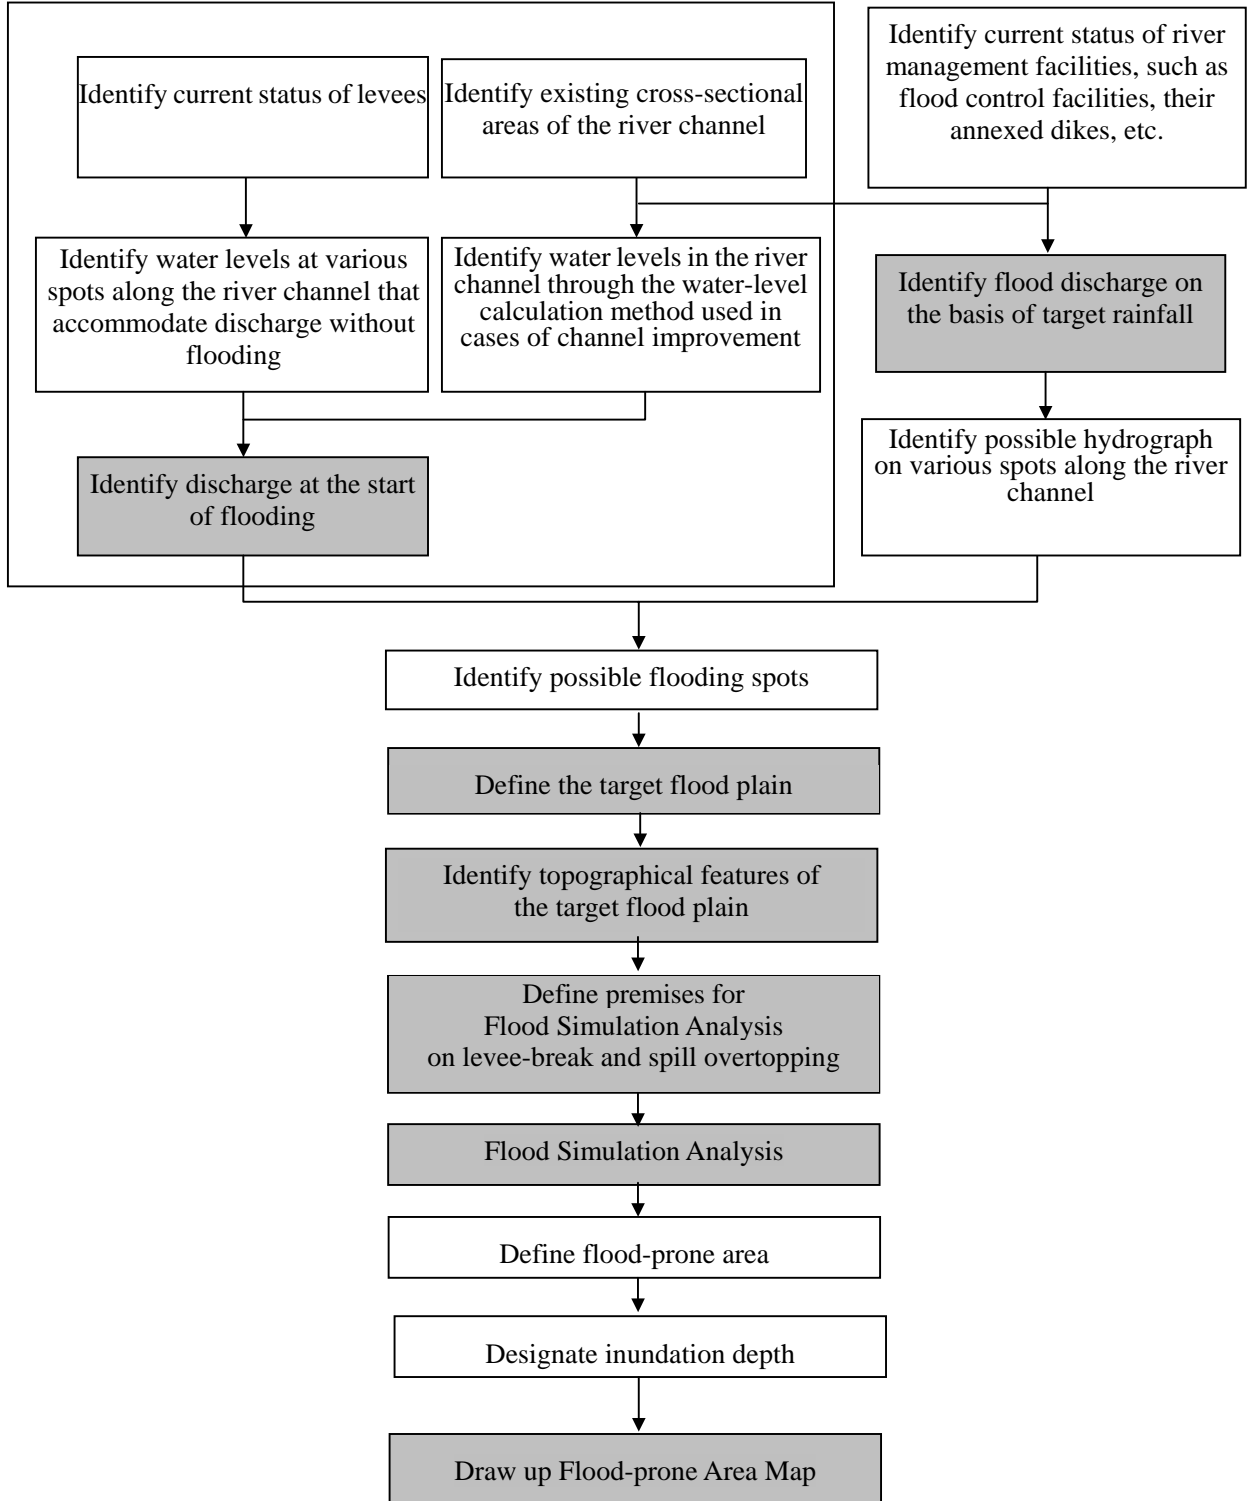 Identify current status of levees
Identify existing cross-sectional
areas of the river channel
Identify current status of river
management facilities, such as
flood control facilities, their
annexed dikes, etc.
Identify water levels at various
spots along the river channel that
accommodate discharge without
flooding
Identify water levels in the river
channel through the water-level
calculation method used in
cases of channel improvement
Identify flood discharge on
the basis of target rainfall
Identify discharge at the start
of flooding
Identify possible hydrograph
on various spots along the river
channel
Identify possible flooding spots
Define the target flood plain
Identify topographical features of
the target flood plain
Define premises for
Flood Simulation Analysis
on levee-break and spill overtopping
Flood Simulation Analysis
Define flood-prone area
Designate inundation depth
Draw up Flood-prone Area Map